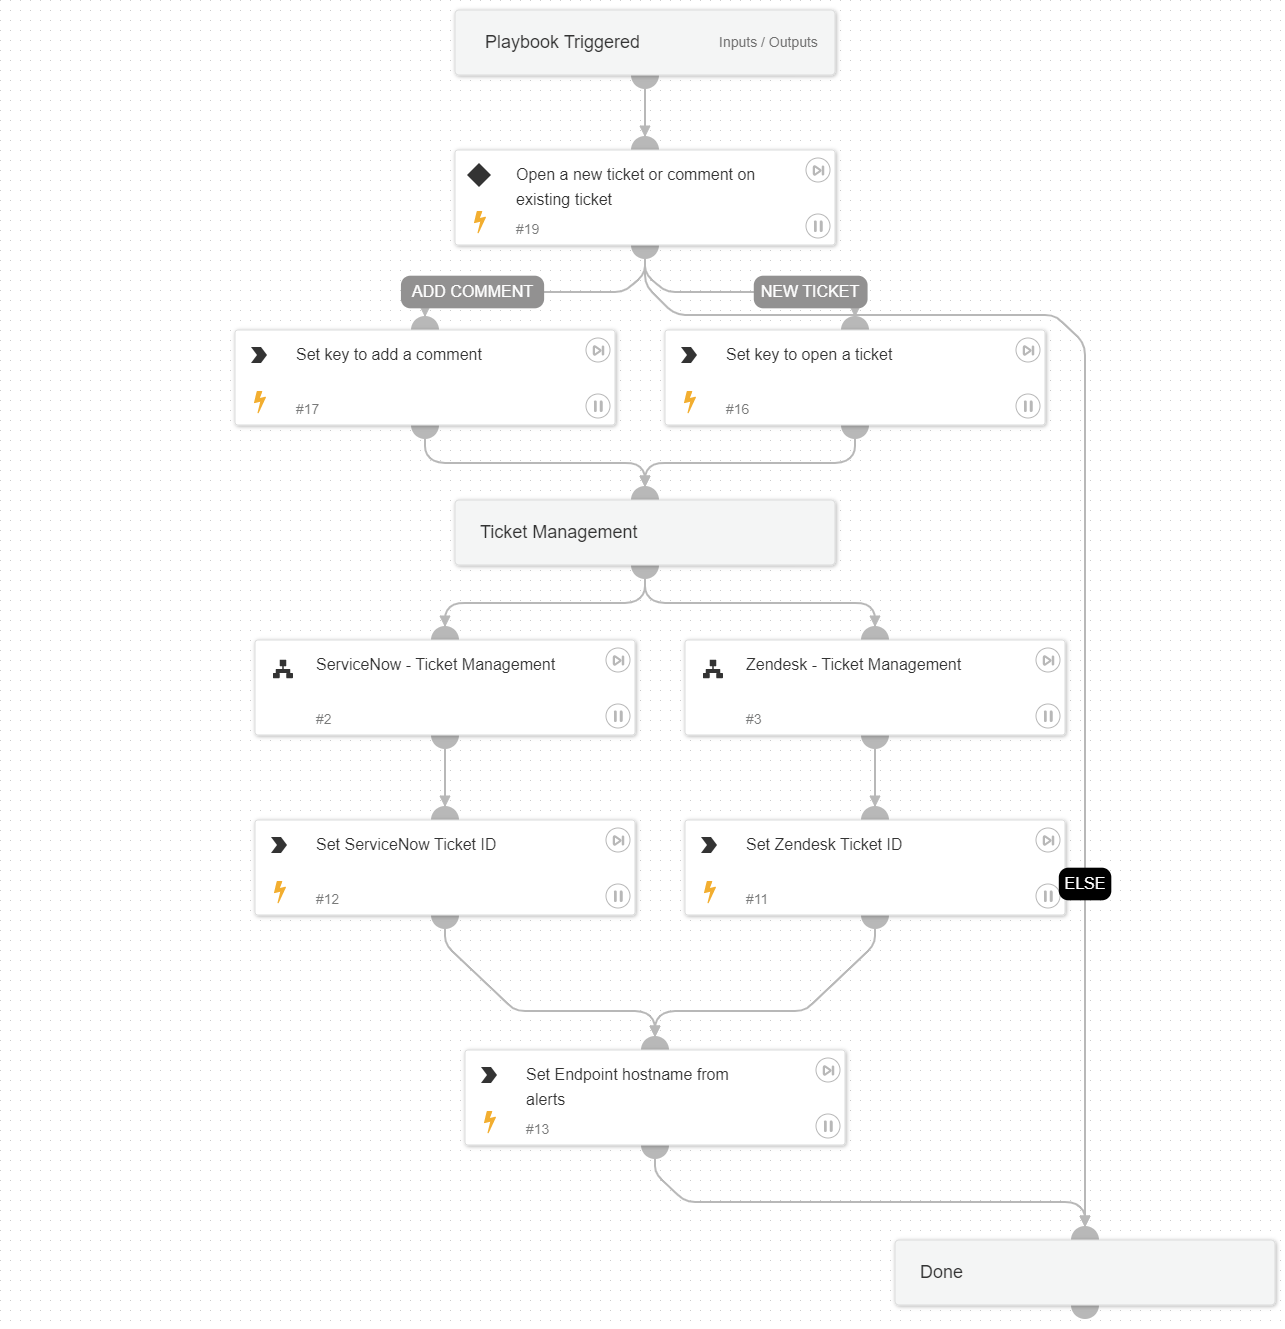 Playbook Triggered
Inputs / Outputs
Open a new ticket or comment on
existing ticket
#19
ADD COMMENT
NEW TICKET
Set key to add a comment
#17
Set key to open a ticket
#16
Ticket Management
ServiceNow - Ticket Management
#2
Zendesk - Ticket Management
#3
Set ServiceNow Ticket ID
#12
Set Zendesk Ticket ID
#11
ELSE
Set Endpoint hostname from
alerts
#13
Done